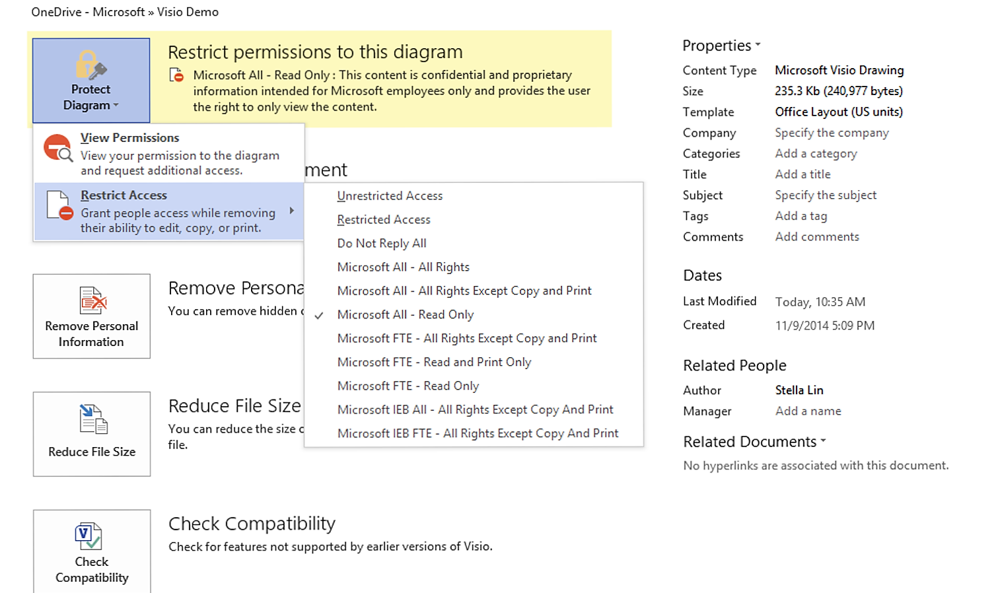 OneDrive - Microsoft » Visio Demo
Protect
Diagram
Restrict permissions to this diagram
Microsoft All - Read Only : This content is confidential and proprietary
information intended for Microsoft employees only and provides the user
the right to only view the content.
View Permissions
View your permission to the diagram
and request additional access.
Restrict Access
Grant people access while removing
their ability to edit, copy, or print.
ment
Unrestricted Access
Restricted Access
Do Not Reply All
Microsoft All - All Rights
Microsoft All - All Rights Except Copy and Print
Microsoft All - Read Only
Microsoft FTE - All Rights Except Copy and Print
Microsoft FTE - Read and Print Only
Microsoft FTE - Read Only
Microsoft IEB All - All Rights Except Copy And Print
Microsoft IEB FTE - All Rights Except Copy And Print
Remove Personal
Information
Remove Persona
You can remove hidden
Reduce File Size
Reduce File Size
You can reduce the size
file.
Check
Compatibility
Check Compatibility
Check for features not supported by earlier versions of Visio.
Properties
Content Type Microsoft Visio Drawing
Size 235.3 Kb (240,977 bytes)
Template Office Layout (US units)
Company Specify the company
Categories Add a category
Title Add a title
Subject Specify the subject
Tags Add a tag
Comments Add comments
Dates
Last Modified Today, 10:35 AM
Created 11/9/2014 5:09 PM
Related People
Author Stella Lin
Manager Add a name
Related Documents
No hyperlinks are associated with this document.